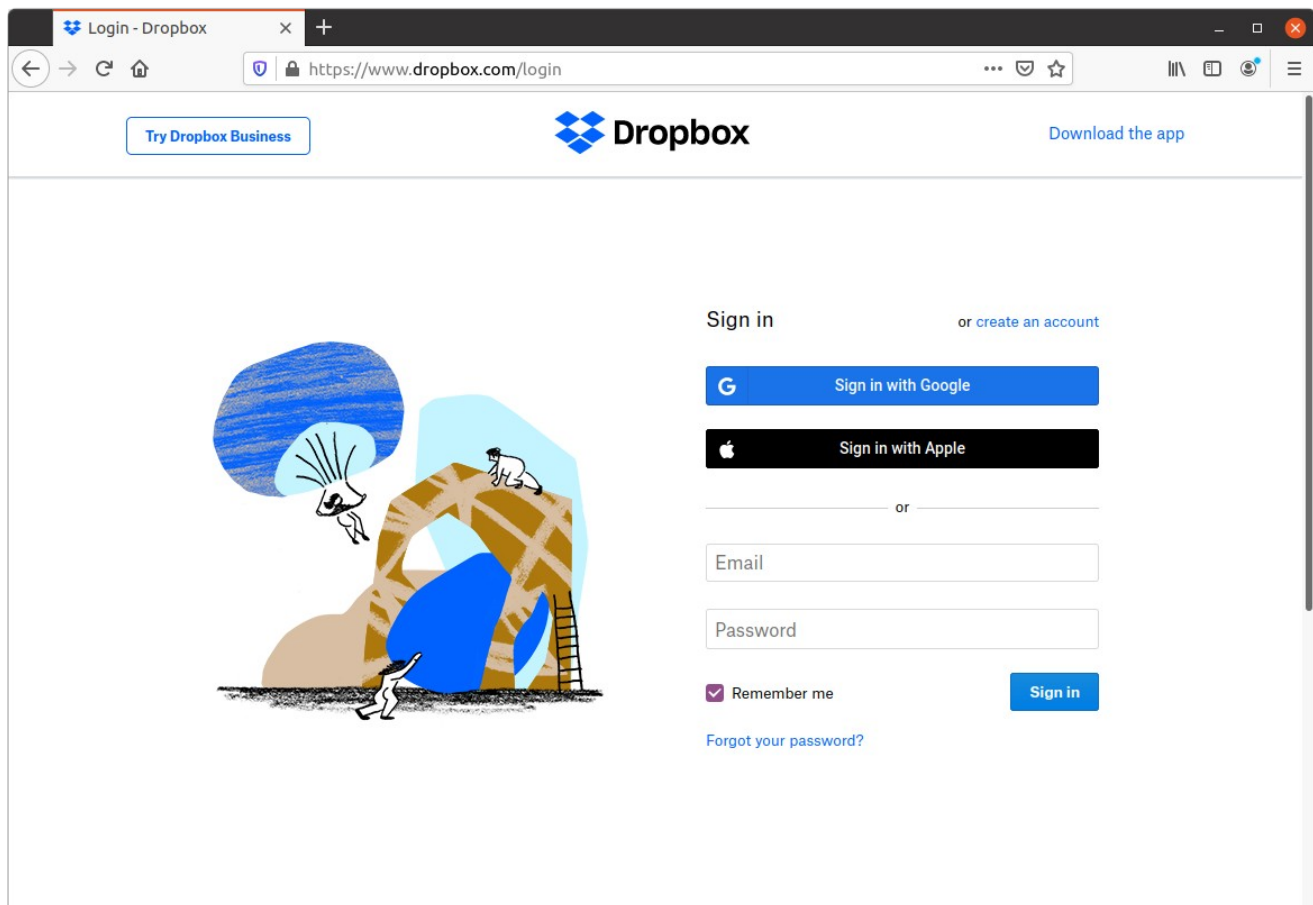 Login - Dropbox
https://www.dropbox.com/login
Try Dropbox Business
Dropbox
Download the app
Sign in
or create an account
G
Sign in with Google
Sign in with Apple
or
Email
Password
Remember me
Sign in
Forgot your password?